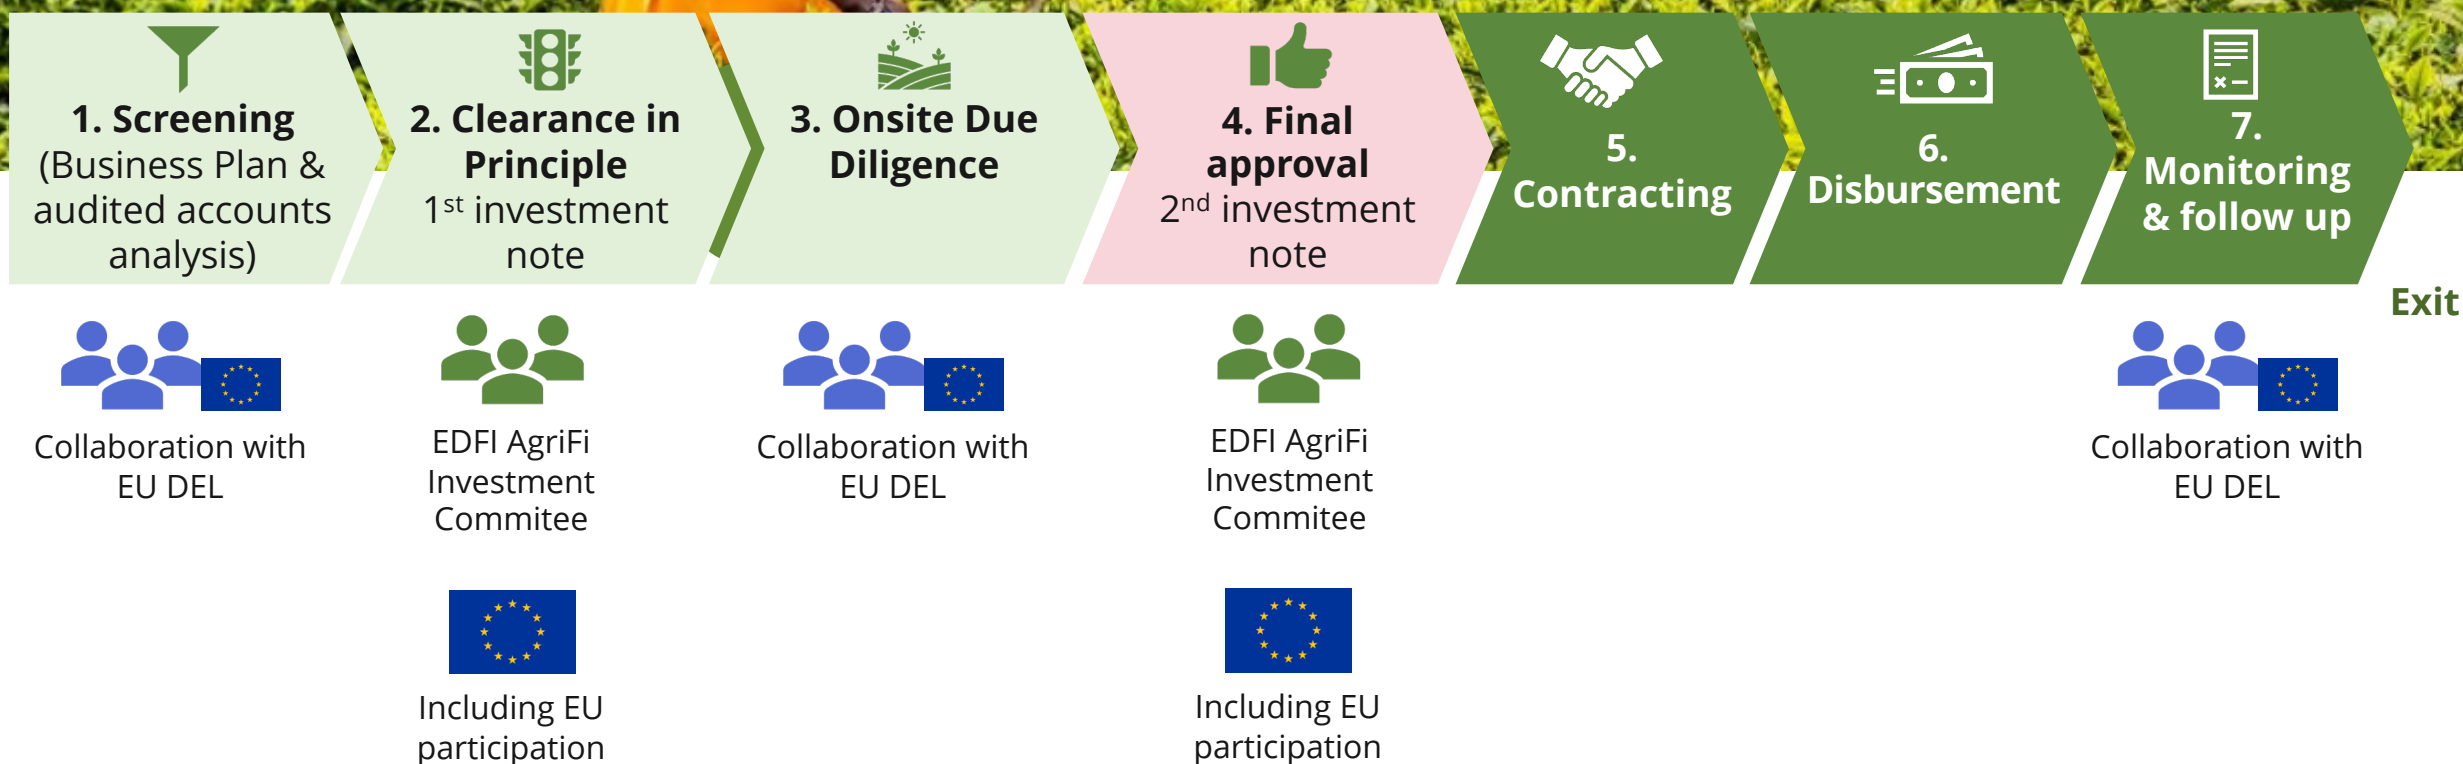 1. Screening
(Business Plan &
audited accounts
analysis)
2. Clearance in
Principle
1st investment
note
3. Onsite Due
Diligence
4. Final
approval
2nd investment
note
5.
Contracting
6.
Disbursement
7.
Monitoring
& follow up
Exit
Collaboration with
EU DEL
EDFI AgriFi
Investment
Commitee
Including EU
participation
Collaboration with
EU DEL
EDFI AgriFi
Investment
Commitee
Including EU
participation
Collaboration with
EU DEL